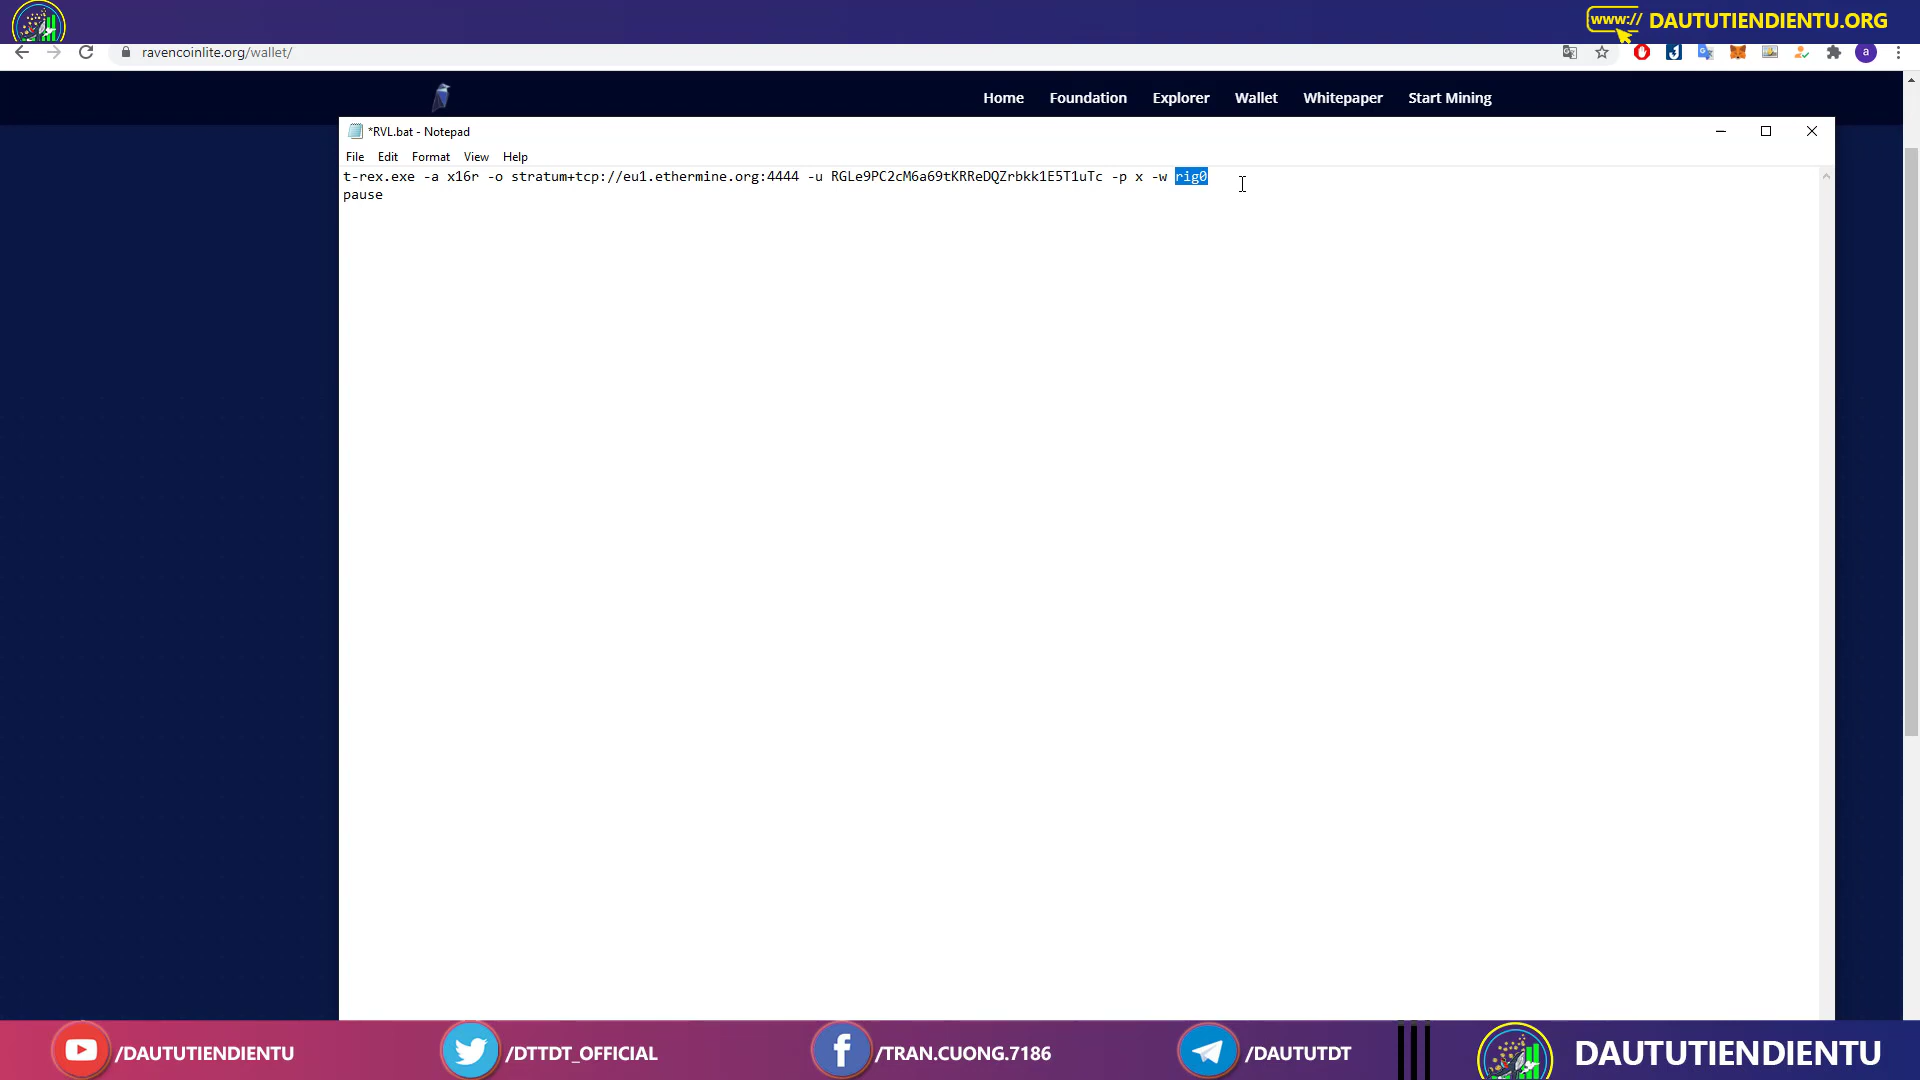 www:// DAUTUTIENDIENTU.ORG
ravencoinlite.org/wallet/
a
Home Foundation Explorer Wallet Whitepaper Start Mining
*RVL.bat - Notepad
File Edit Format View Help
t-rex.exe -a x16r -o stratum+tcp://eu1.ethermine.org:4444 -u RGLe9PC2cM6a69tKRReDQZrbkk1E5T1uTc -p x -w rig0
pause
/DAUTUTIENDIENTU /DTTDT_OFFICIAL /TRAN.CUONG.7186 /DAUTUTDT DAUTUTIENDIENTU